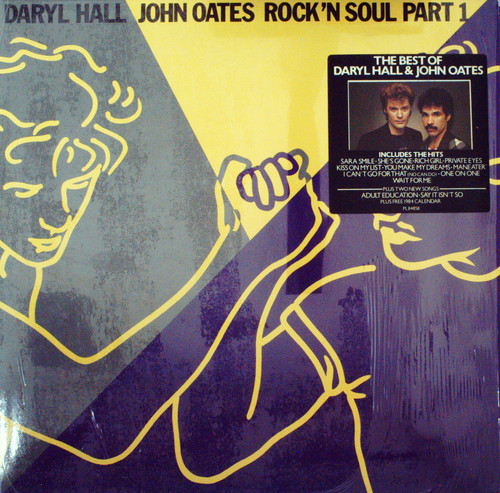 DARYL HALL JOHN OATES ROCK'N SOUL PART 1
THE BEST OF
DARYL HALL & JOHN OATES
INCLUDES THE HITS
SARA SMILE•SHE'S GONE•RICH GIRL•PRIVATE EYES
KISS ON MY LIST•YOU MAKE MY DREAMS•MANEATER
I CAN'T GO FOR THAT (NO CAN DO)•ONE ON ONE
WAIT FOR ME
PLUS TWO NEW SONGS
ADULT EDUCATION•SAY IT ISN'T SO
PLUS FREE 1984 CALENDAR
PL 84858